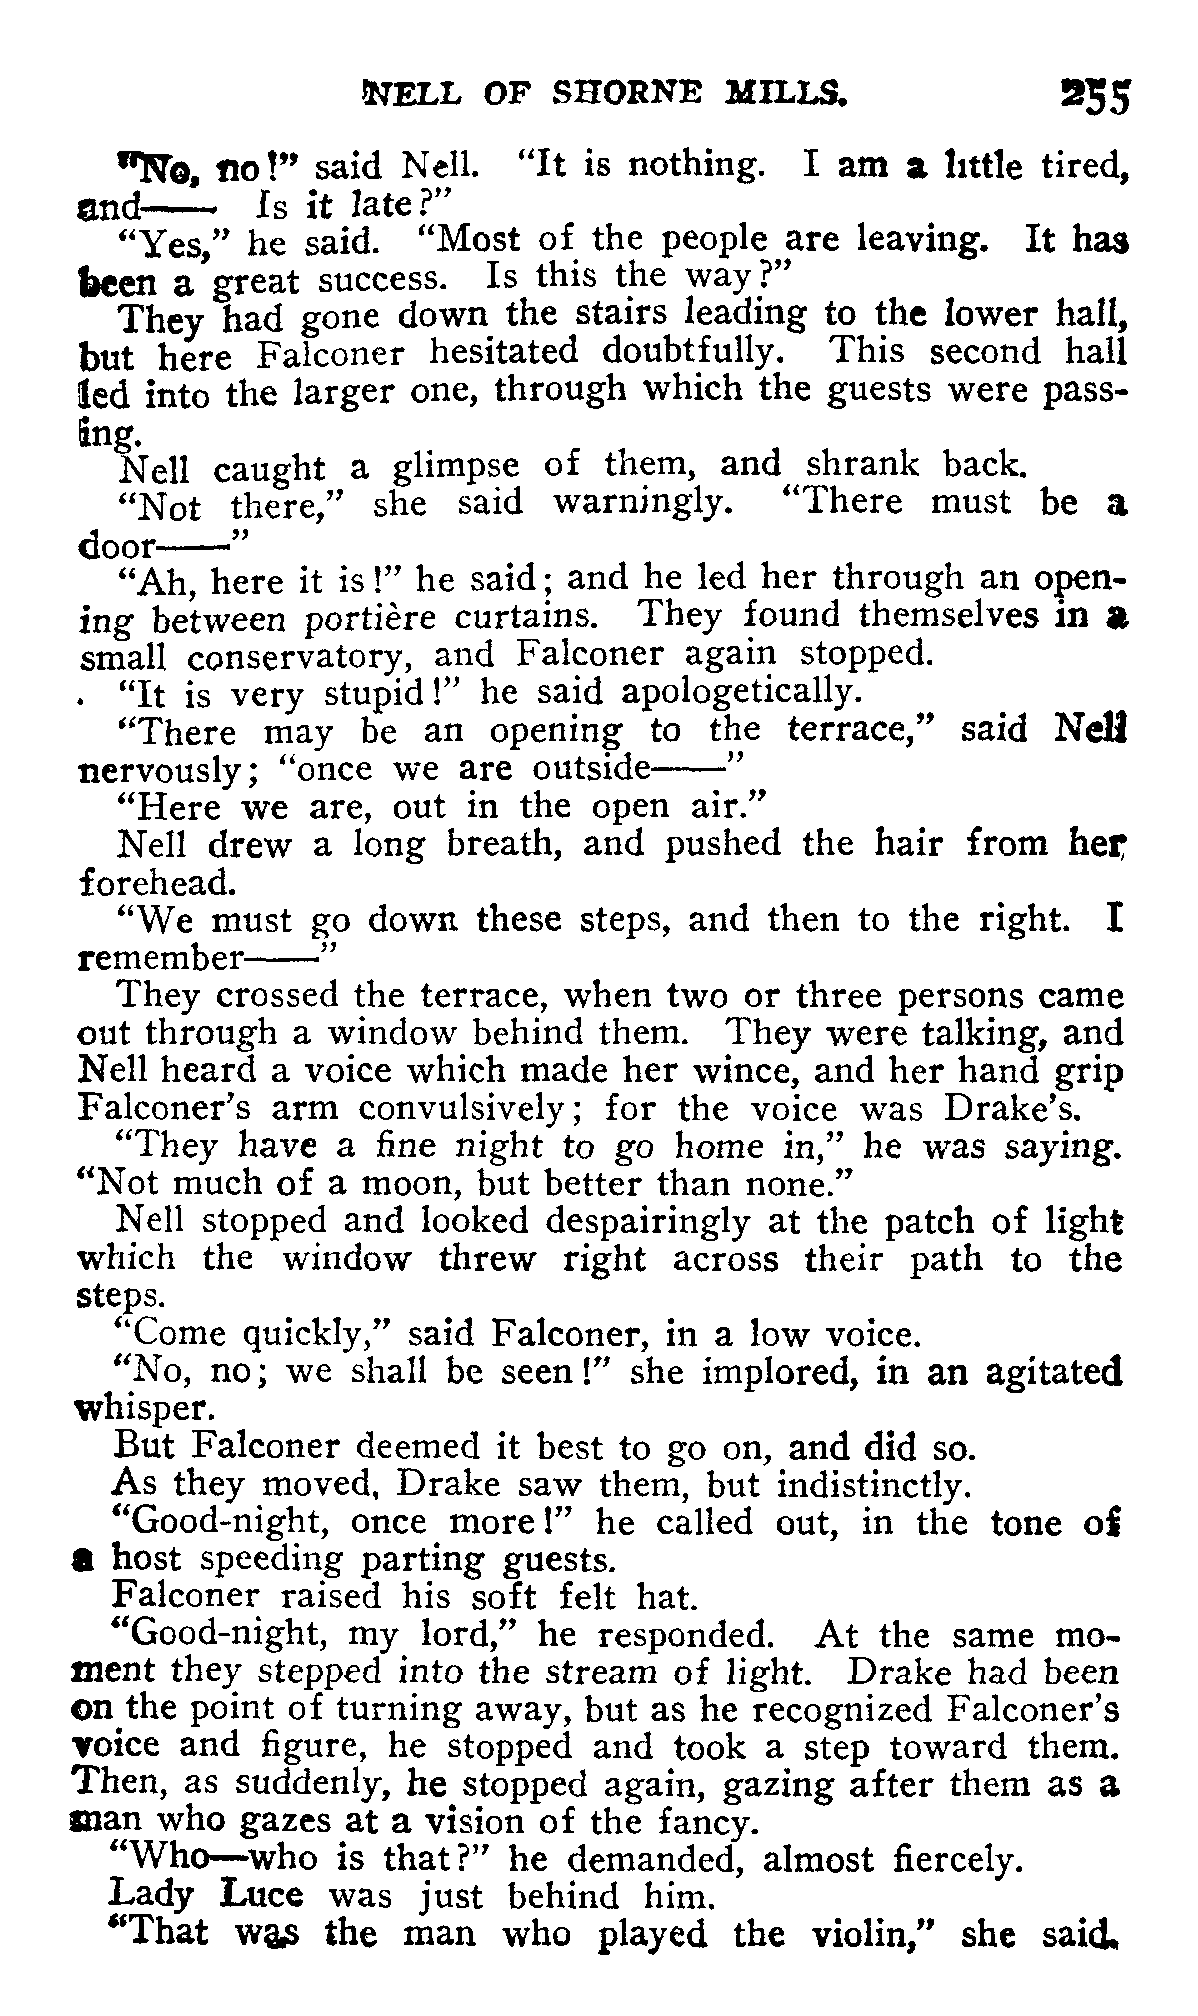 NELL OF SHORNE MILLS. 255
"No, no!" said Nell. "It is nothing. I am a little tired,
and—— Is it late?"
"Yes," he said. "Most of the people are leaving. It has
been a great success. Is this the way?"
They had gone down the stairs leading to the lower hall,
but here Falconer hesitated doubtfully. This second hall
led into the larger one, through which the guests were pass-
ing.
Nell caught a glimpse of them, and shrank back.
"Not there," she said warningly. "There must be a
door——"
"Ah, here it is!" he said; and he led her through an open-
ing between portière curtains. They found themselves in a
small conservatory, and Falconer again stopped.
"It is very stupid!" he said apologetically.
"There may be an opening to the terrace," said Nell
nervously; "once we are outside——"
"Here we are, out in the open air."
Nell drew a long breath, and pushed the hair from her
forehead.
"We must go down these steps, and then to the right. I
remember——"
They crossed the terrace, when two or three persons came
out through a window behind them. They were talking, and
Nell heard a voice which made her wince, and her hand grip
Falconer's arm convulsively; for the voice was Drake's.
"They have a fine night to go home in," he was saying.
"Not much of a moon, but better than none."
Nell stopped and looked despairingly at the patch of light
which the window threw right across their path to the
steps.
"Come quickly," said Falconer, in a low voice.
"No, no; we shall be seen!" she implored, in an agitated
whisper.
But Falconer deemed it best to go on, and did so.
As they moved, Drake saw them, but indistinctly.
"Good-night, once more!" he called out, in the tone of
a host speeding parting guests.
Falconer raised his soft felt hat.
"Good-night, my lord," he responded. At the same mo-
ment they stepped into the stream of light. Drake had been
on the point of turning away, but as he recognized Falconer's
voice and figure, he stopped and took a step toward them.
Then, as suddenly, he stopped again, gazing after them as a
man who gazes at a vision of the fancy.
"Who—who is that?" he demanded, almost fiercely.
Lady Luce was just behind him.
"That was the man who played the violin," she said.